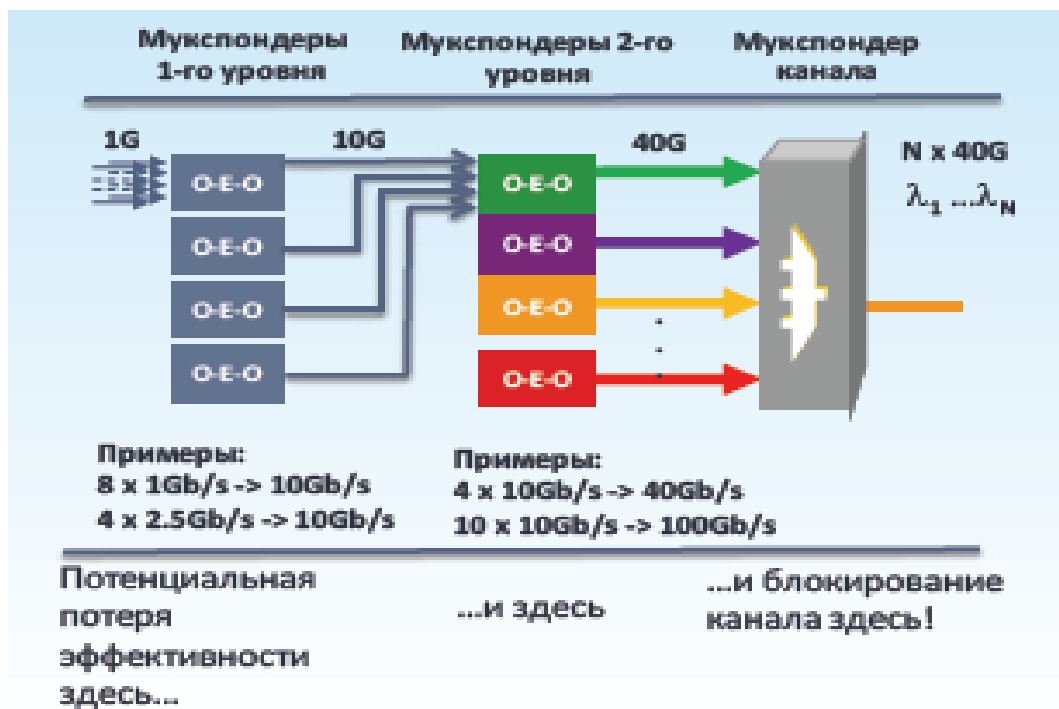 Мукспондеры
1-го уровня
Мукспондеры 2-го
уровня
Мукспондер
канала
1G
10G
40G
N x 40G
λ1 ...λN
O-E-O
O-E-O
O-E-O
O-E-O
O-E-O
O-E-O
O-E-O
O-E-O
Примеры:
8 x 1Gb/s -> 10Gb/s
4 x 2.5Gb/s -> 10Gb/s
Примеры:
4 x 10Gb/s -> 40Gb/s
10 x 10Gb/s -> 100Gb/s
Потенциальная
потеря
эффективности
здесь...
...и здесь
...и блокирование
канала здесь!